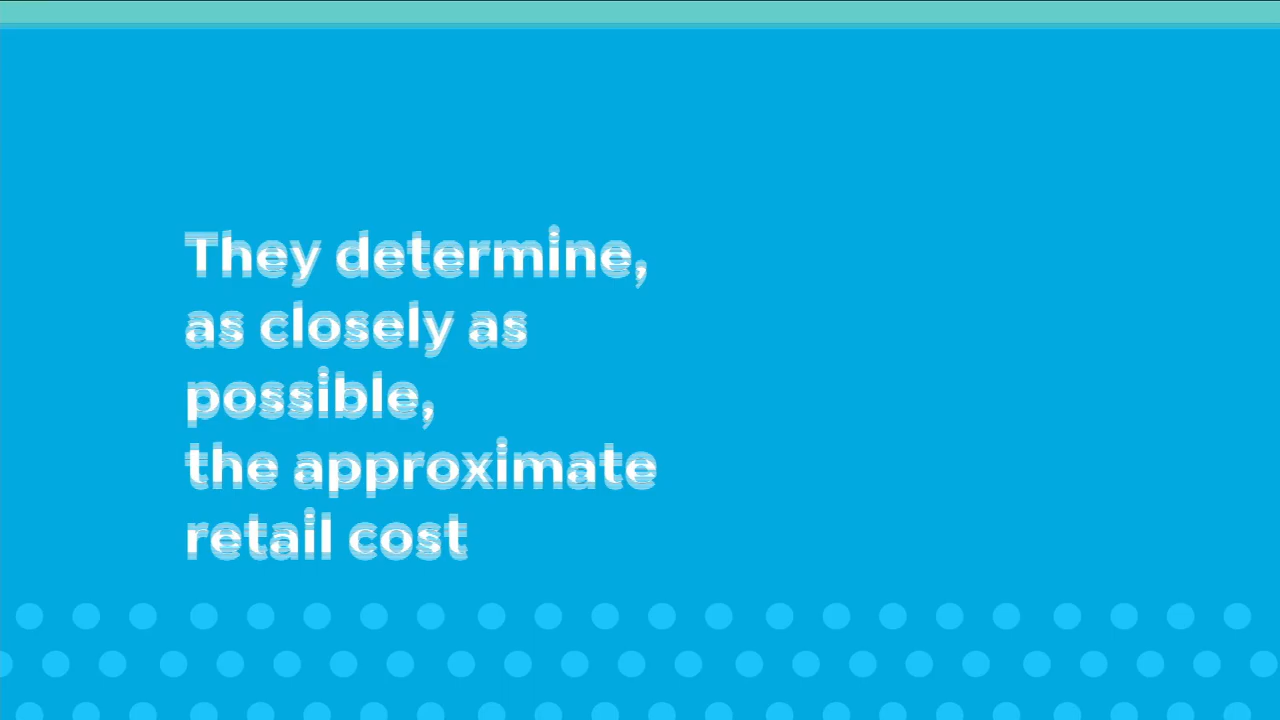 They determine,
as closely as
possible,
the approximate
retail cost